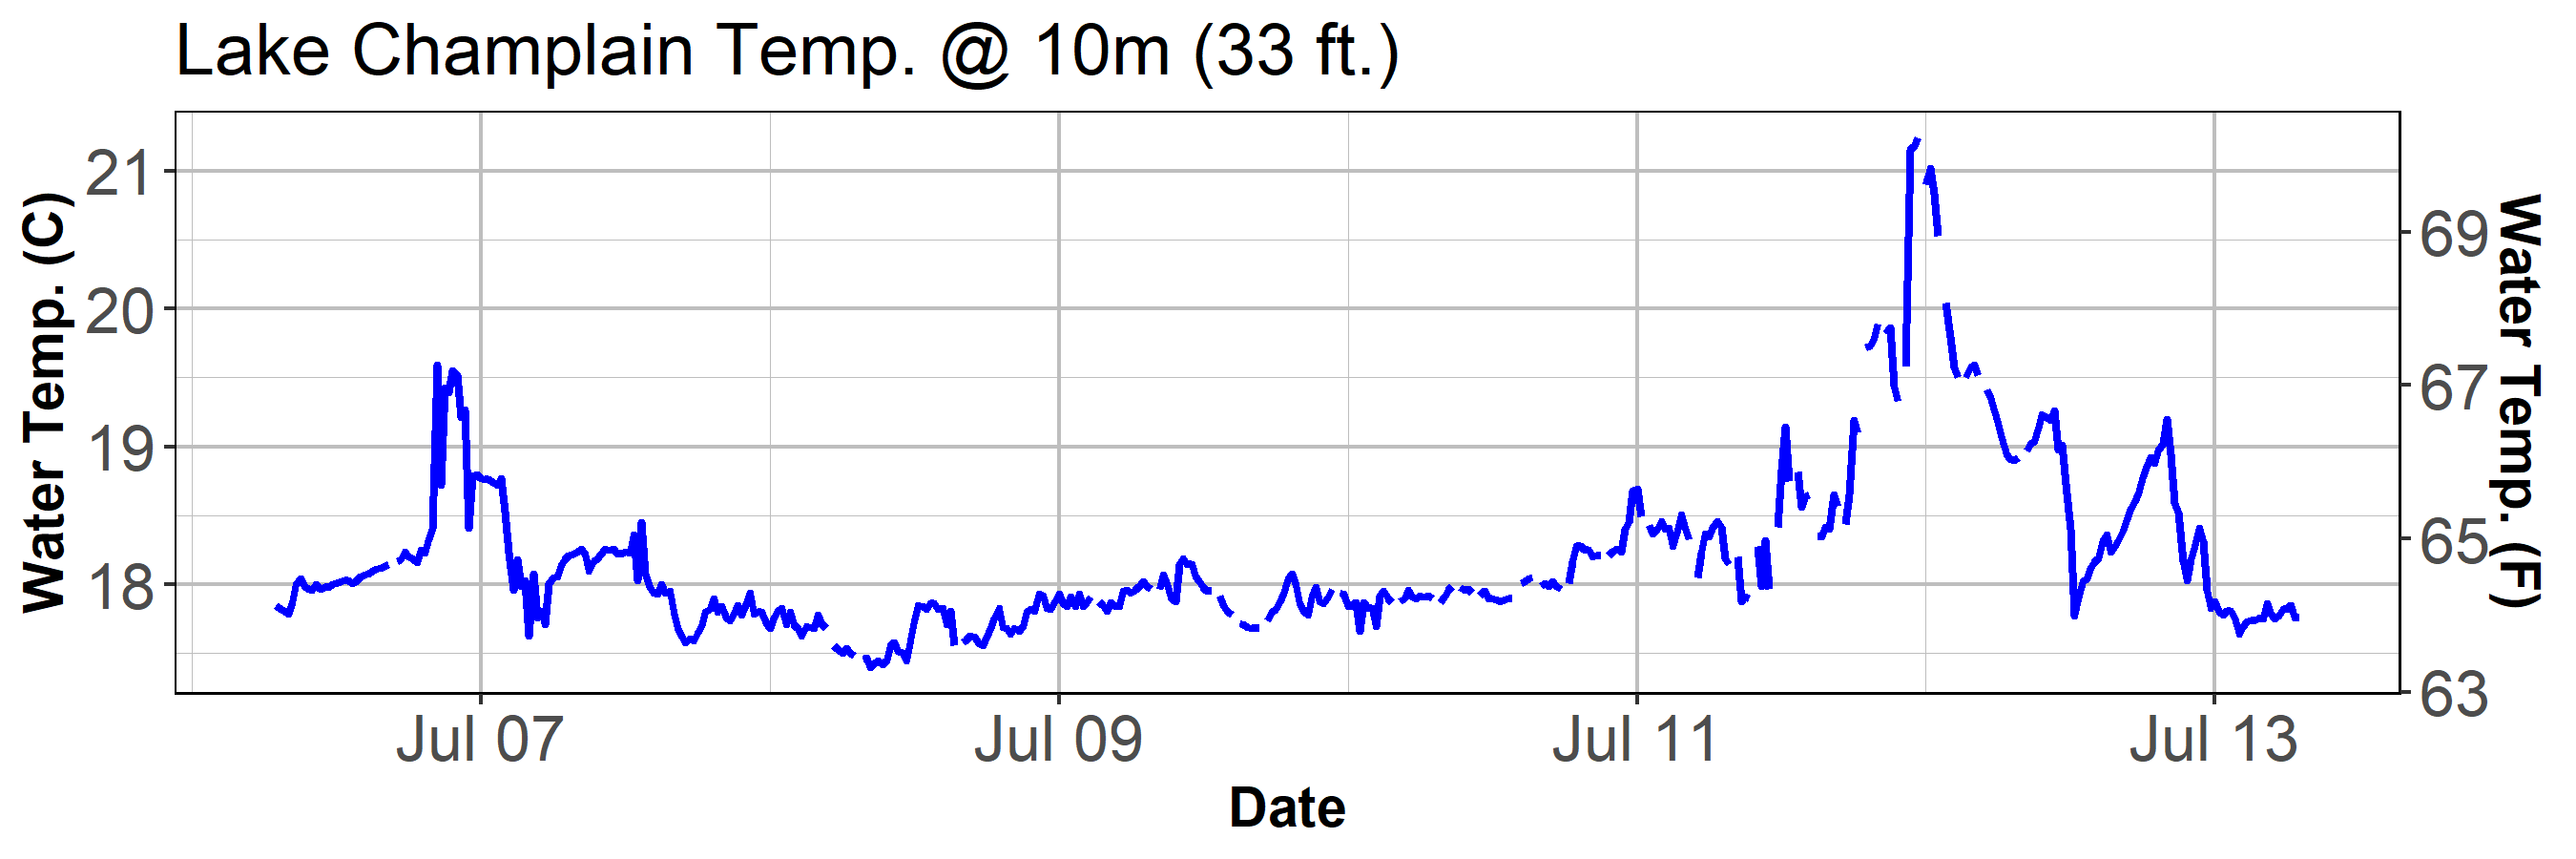 Lake Champlain Temp. @ 10m (33 ft.)
Water Temp. (C)
21
20
19
18
69
67
65
63
Water Temp. (F)
Jul 07
Jul 09
Jul 11
Jul 13
Date